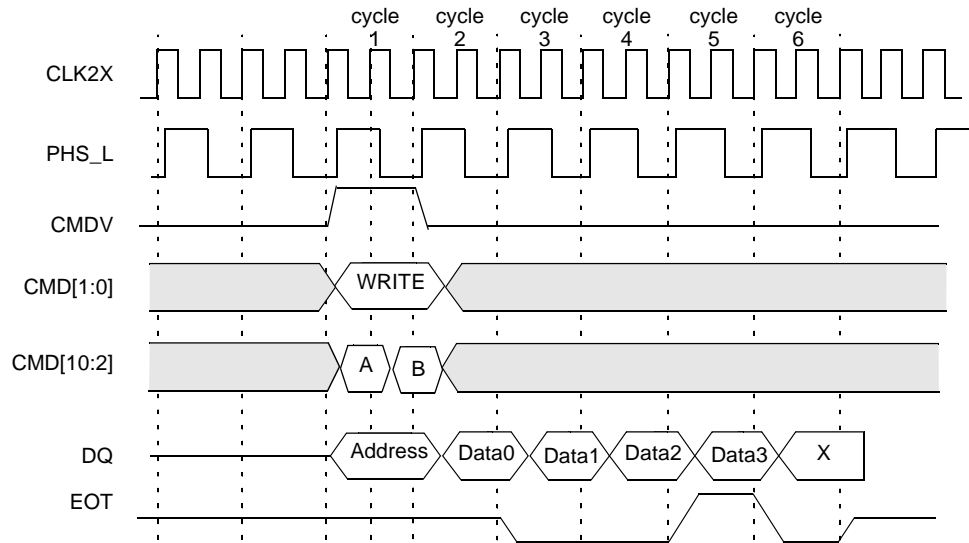 cycle cycle cycle cycle cycle cycle
1 2 3 4 5 6
CLK2X
PHS_L
CMDV
CMD[1:0] WRITE
CMD[10:2] A B
DQ Address Data0 Data1 Data2 Data3 X
EOT